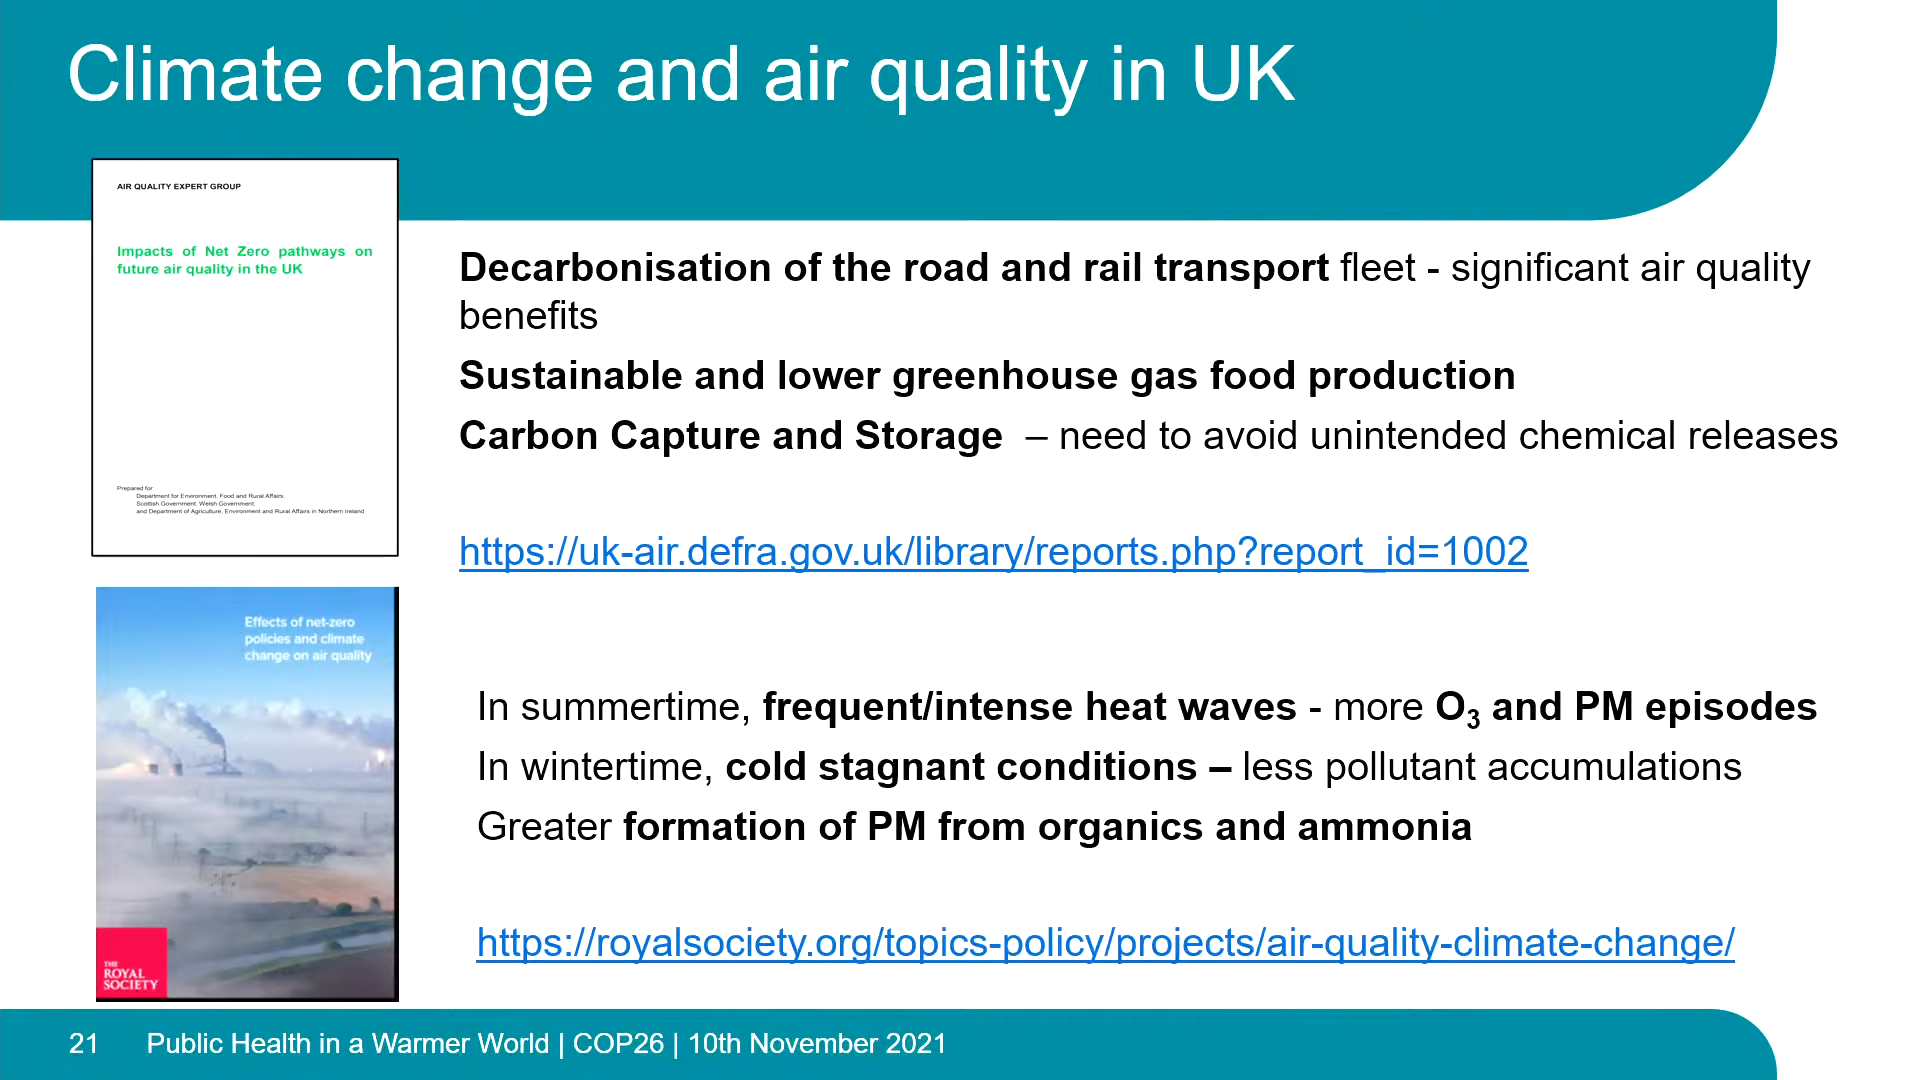 Climate change and air quality in UK
AIR QUALITY EXPERT GROUP
Impacts of Net Zero pathways on
future air quality in the UK
Prepared for:
Department for Environment, Food and Rural Affairs
Scottish Government; Welsh Government;
and Department of Agriculture, Environment and Rural Affairs in Northern Ireland
Decarbonisation of the road and rail transport fleet - significant air quality
benefits
Sustainable and lower greenhouse gas food production
Carbon Capture and Storage – need to avoid unintended chemical releases
https://uk-air.defra.gov.uk/library/reports.php?report_id=1002
Effects of net-zero
policies and climate
change on air quality
THE
ROYAL
SOCIETY
In summertime, frequent/intense heat waves - more O₃ and PM episodes
In wintertime, cold stagnant conditions – less pollutant accumulations
Greater formation of PM from organics and ammonia
https://royalsociety.org/topics-policy/projects/air-quality-climate-change/
21 Public Health in a Warmer World | COP26 | 10th November 2021